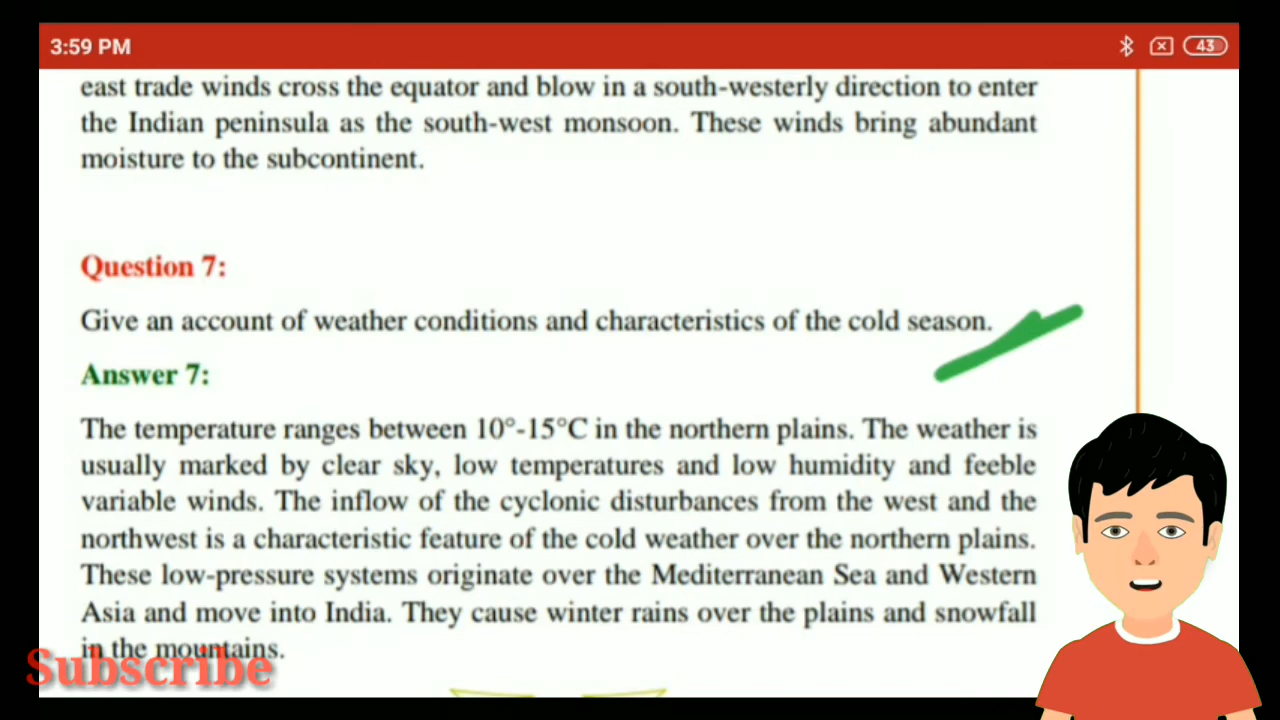 3:59 PM
43
east trade winds cross the equator and blow in a south-westerly direction to enter
the Indian peninsula as the south-west monsoon. These winds bring abundant
moisture to the subcontinent.
Question 7:
Give an account of weather conditions and characteristics of the cold season.
Answer 7:
The temperature ranges between 10°-15°C in the northern plains. The weather is
usually marked by clear sky, low temperatures and low humidity and feeble
variable winds. The inflow of the cyclonic disturbances from the west and the
northwest is a characteristic feature of the cold weather over the northern plains.
These low-pressure systems originate over the Mediterranean Sea and Western
Asia and move into India. They cause winter rains over the plains and snowfall
in the mountains.
Subscribe